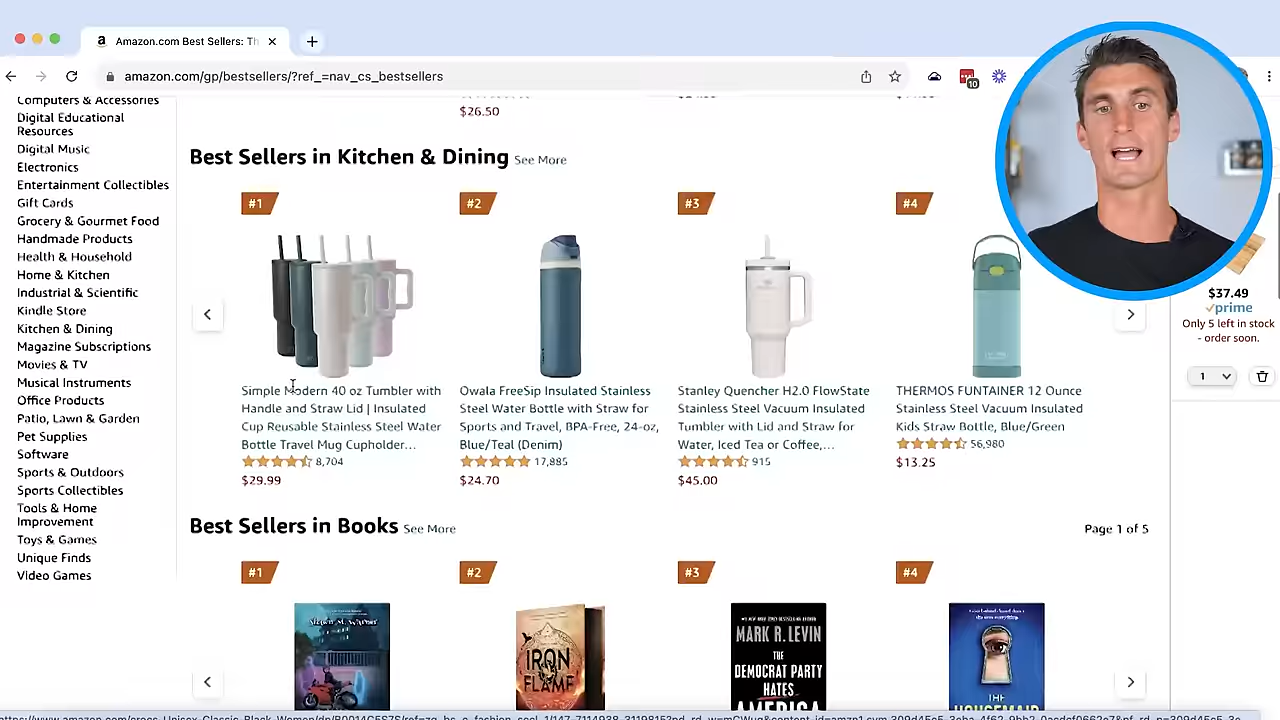 Amazon.com Best Sellers: Th
amazon.com/gp/bestsellers/?ref_=nav_cs_bestsellers
10
Computers & Accessories
Digital Educational
Resources
Digital Music
Electronics
Entertainment Collectibles
Gift Cards
Grocery & Gourmet Food
Handmade Products
Health & Household
Home & Kitchen
Industrial & Scientific
Kindle Store
Kitchen & Dining
Magazine Subscriptions
Movies & TV
Musical Instruments
Office Products
Patio, Lawn & Garden
Pet Supplies
Software
Sports & Outdoors
Sports Collectibles
Tools & Home
Improvement
Toys & Games
Unique Finds
Video Games
$26.50
Best Sellers in Kitchen & Dining See More
#1
#2
#3
#4
Simple Modern 40 oz Tumbler with
Handle and Straw Lid | Insulated
Cup Reusable Stainless Steel Water
Bottle Travel Mug Cupholder...
8,704
$29.99
Owala FreeSip Insulated Stainless
Steel Water Bottle with Straw for
Sports and Travel, BPA-Free, 24-oz,
Blue/Teal (Denim)
17,885
$24.70
Stanley Quencher H2.0 FlowState
Stainless Steel Vacuum Insulated
Tumbler with Lid and Straw for
Water, Iced Tea or Coffee,...
915
$45.00
THERMOS FUNTAINER 12 Ounce
Stainless Steel Vacuum Insulated
Kids Straw Bottle, Blue/Green
56,980
$13.25
$37.49
prime
Only 5 left in stock
- order soon.
1
Best Sellers in Books See More
Page 1 of 5
#1
#2
#3
#4
IRON
FLAME
MARK R. LEVIN
THE
DEMOCRAT PARTY
HATES
AMERICA
THE
HOUSEMAID